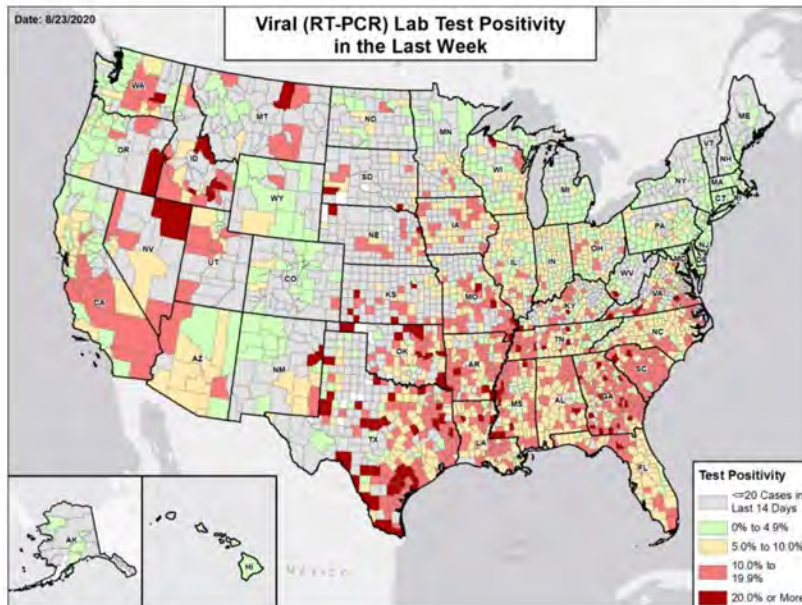 Date: 8/23/2020
Viral (RT-PCR) Lab Test Positivity
in the Last Week
WA
MT
ND
MN
ME
OR
ID
SD
WI
MI
VT
NH
NY
MA
CT
WY
NE
IA
PA
NJ
NV
UT
CO
IL
IN
OH
MD
WV
VA
CA
KS
MO
TN
NC
AZ
NM
OK
AR
SC
MS
AL
GA
TX
LA
FL
AK
HI
México
Test Positivity
<=20 Cases in
Last 14 Days
0% to 4.9%
5.0% to 10.0%
10.0% to
19.9%
20.0% or More